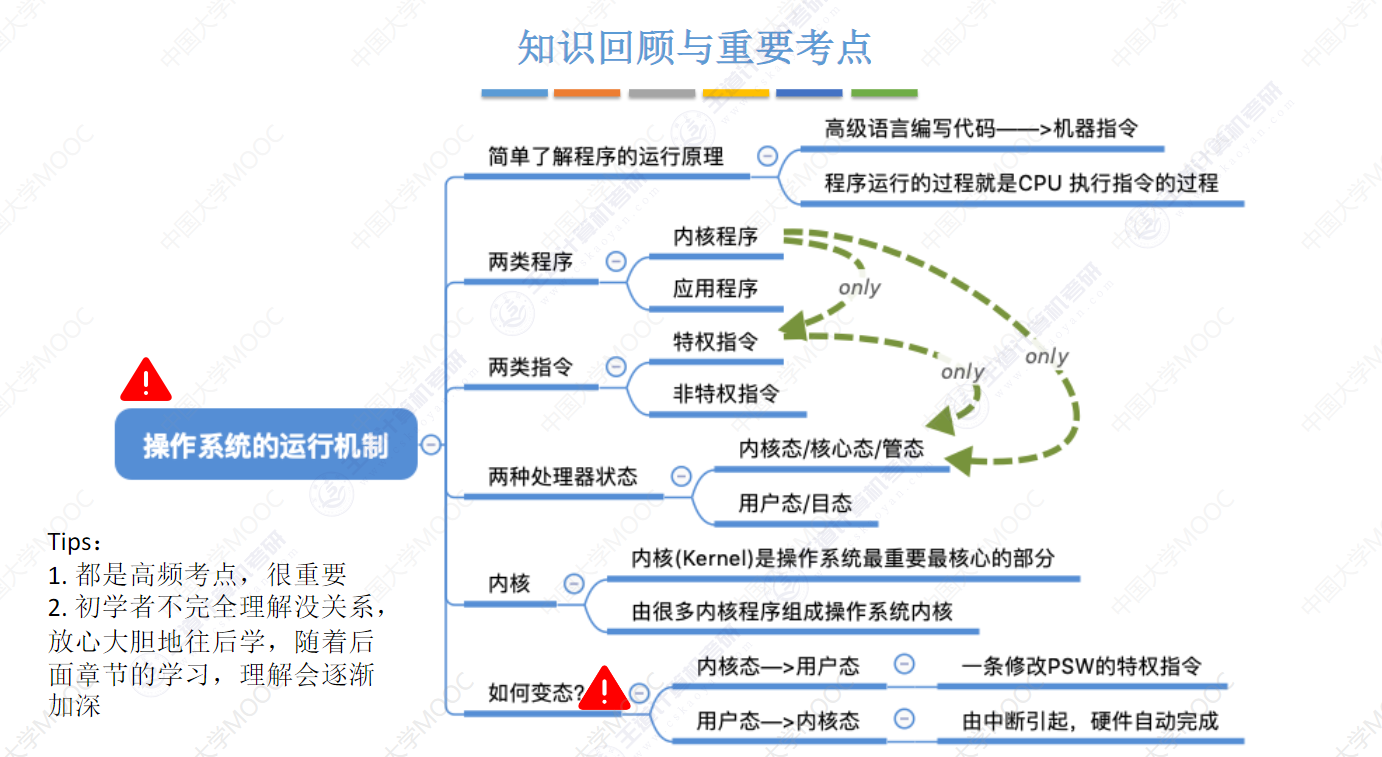 知识回顾与重要考点
高级语言编写代码——>机器指令
简单了解程序的运行原理
程序运行的过程就是CPU 执行指令的过程
内核程序
两类程序
应用程序
only
特权指令
两类指令
非特权指令
only
only
操作系统的运行机制
内核态/核心态/管态
两种处理器状态
用户态/目态
内核(Kernel)是操作系统最重要最核心的部分
内核
由很多内核程序组成操作系统内核
内核态—>用户态
一条修改PSW的特权指令
如何变态?
用户态—>内核态
由中断引起，硬件自动完成
Tips：
1. 都是高频考点，很重要
2. 初学者不完全理解没关系，
放心大胆地往后学，随着后
面章节的学习，理解会逐渐
加深
中国大学MOOC
王道计算机考研